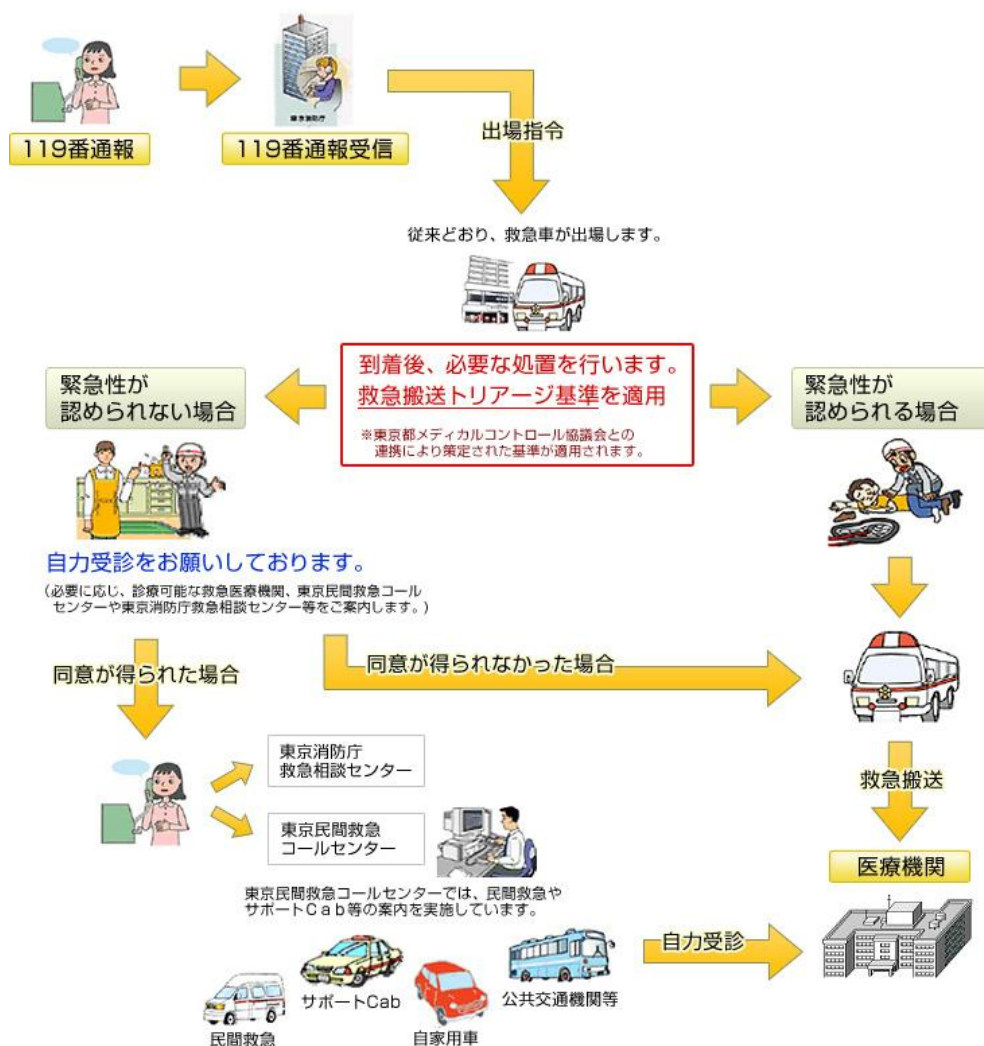 東京消防庁
119番通報
119番通報受信
出場指令
従来どおり、救急車が出場します。
到着後、必要な処置を行います。
救急搬送トリアージ基準を適用
※東京都メディカルコントロール協議会との
連携により策定された基準が適用されます。
緊急性が
認められない場合
緊急性が
認められる場合
自力受診をお願いしております。
(必要に応じ、診療可能な救急医療機関、東京民間救急コール
センターや東京消防庁救急相談センター等をご案内します。)
同意が得られた場合
同意が得られなかった場合
東京消防庁
救急相談センター
救急搬送
東京民間救急
コールセンター
医療機関
東京民間救急コールセンターでは、民間救急や
サポートCab等の案内を実施しています。
自力受診
サポートCab
公共交通機関等
民間救急
自家用車